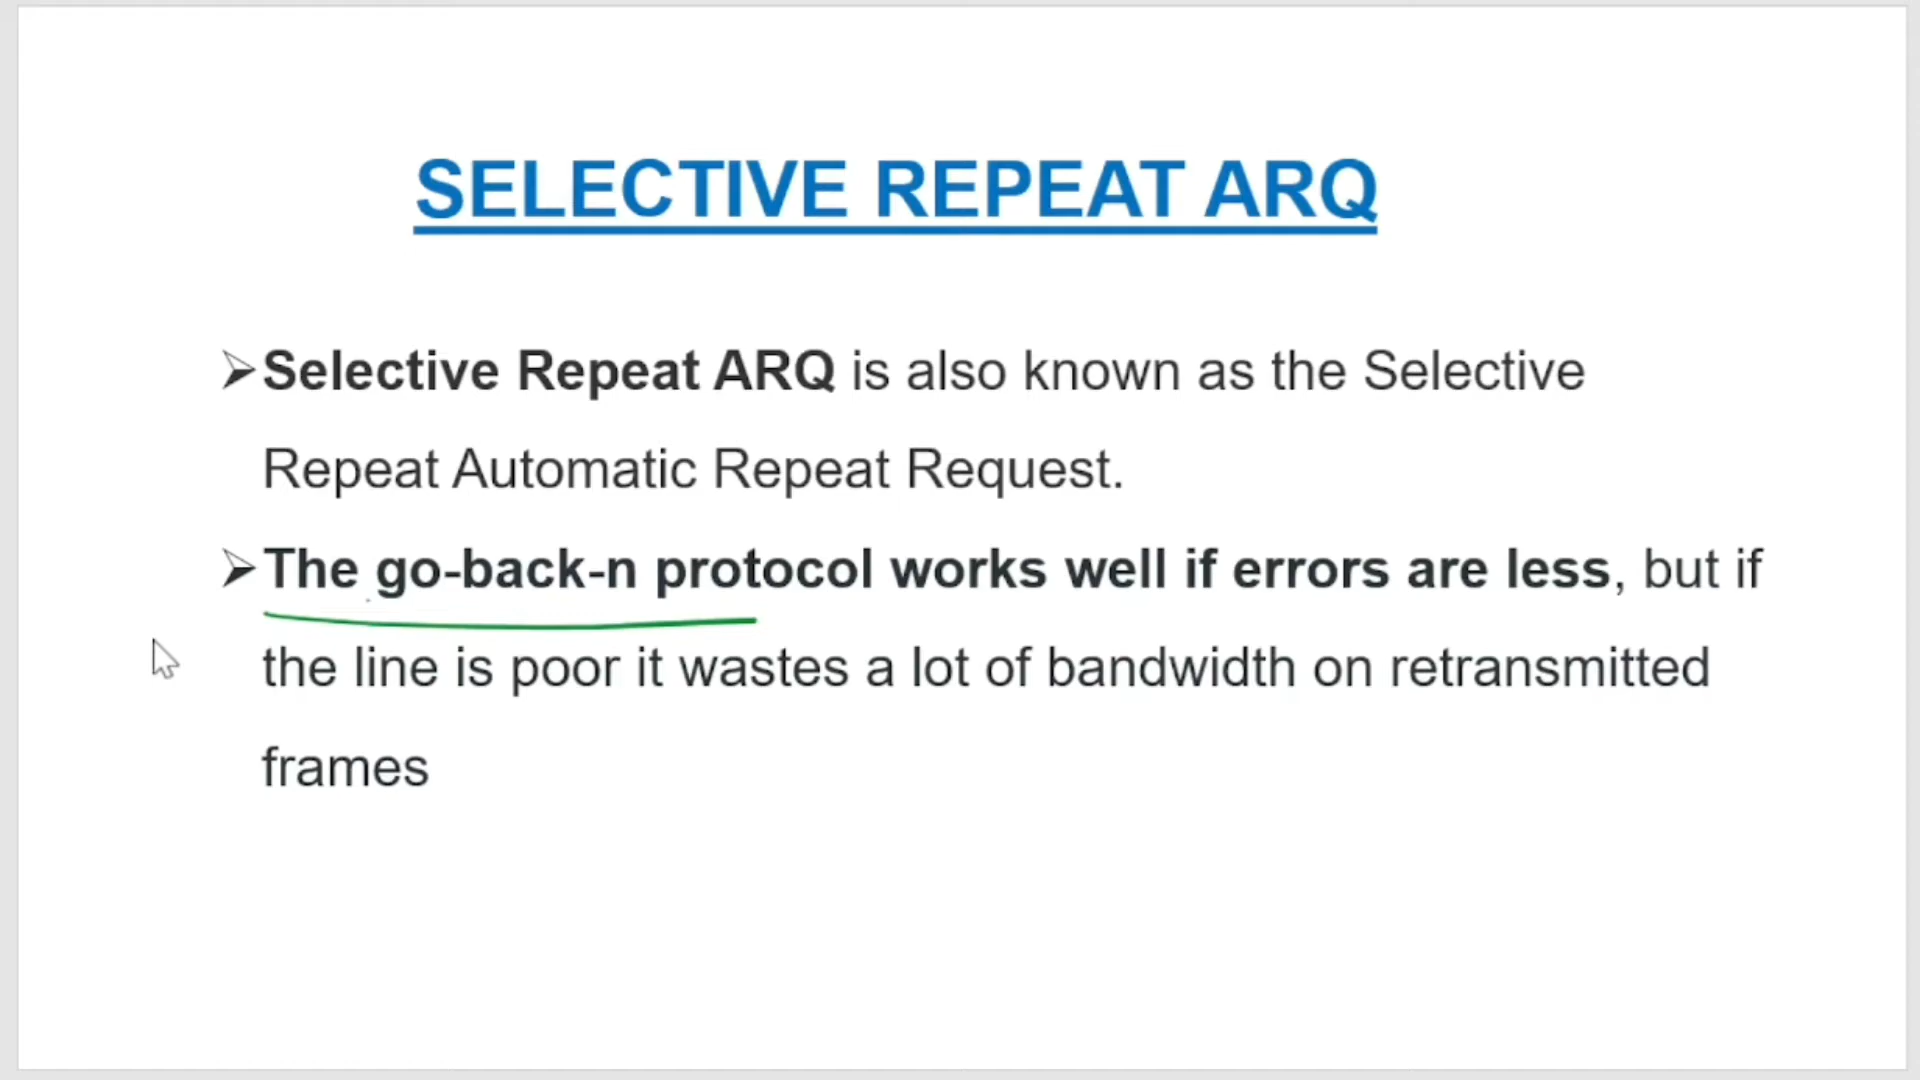 SELECTIVE REPEAT ARQ
➢Selective Repeat ARQ is also known as the Selective
Repeat Automatic Repeat Request.
➢The go-back-n protocol works well if errors are less, but if
the line is poor it wastes a lot of bandwidth on retransmitted
frames